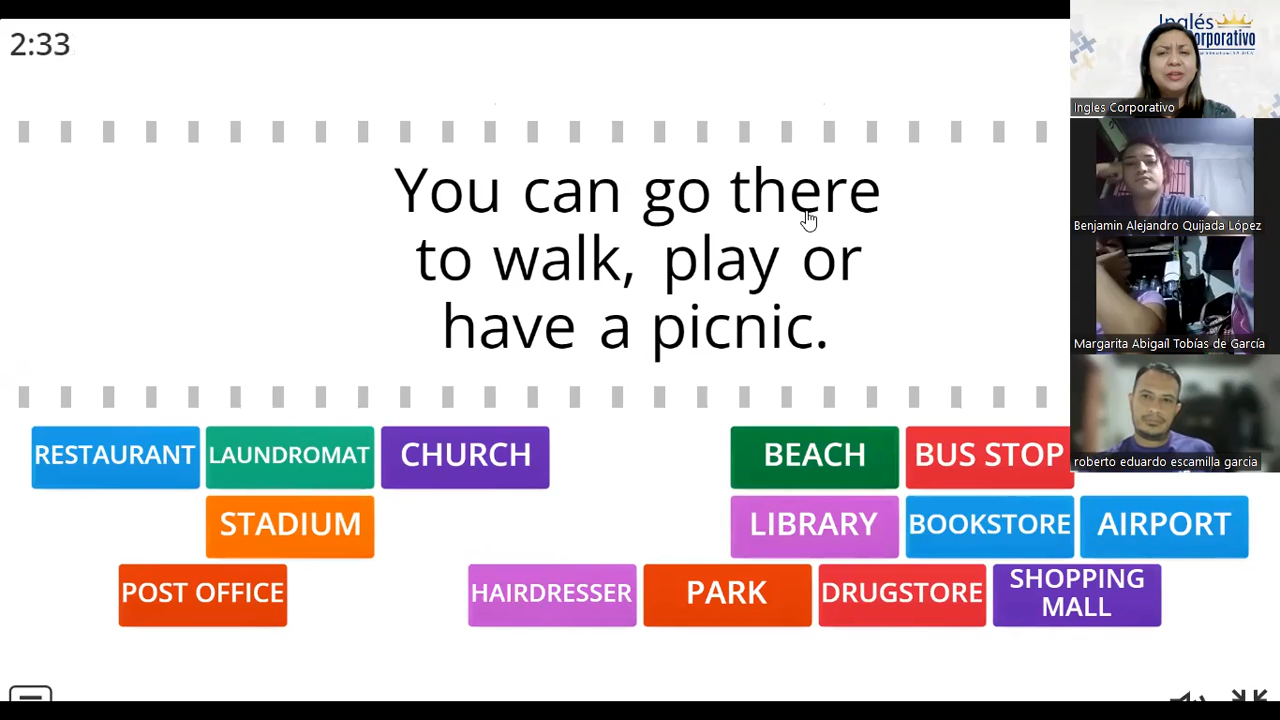 2:33
Inglés
Corporativo
Ingles Corporativo
You can go there
to walk, play or
have a picnic.
Benjamin Alejandro Quijada López
Margarita Abigaíl Tobías de García
roberto eduardo escamilla garcia
RESTAURANT LAUNDROMAT CHURCH BEACH BUS STOP
STADIUM LIBRARY BOOKSTORE AIRPORT
POST OFFICE HAIRDRESSER PARK DRUGSTORE SHOPPING
MALL